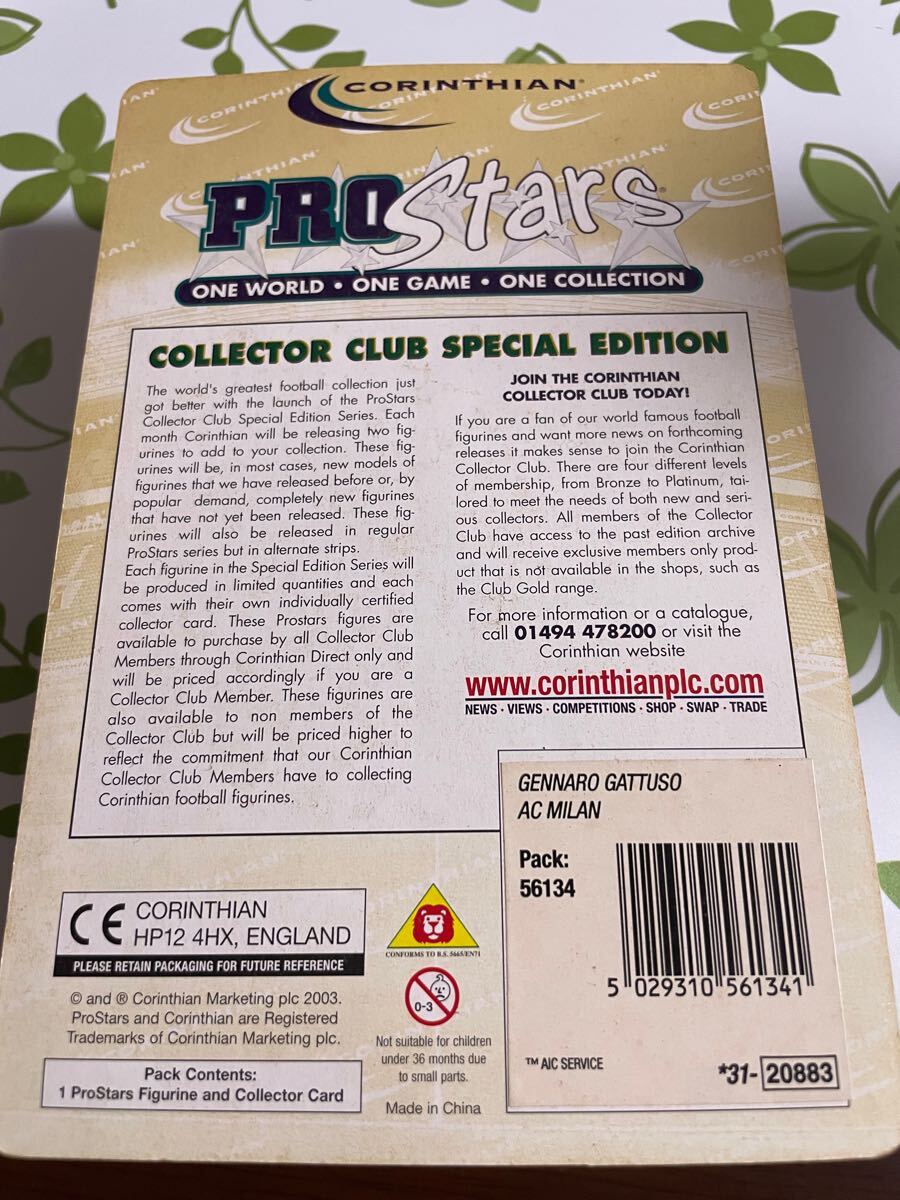 CORINTHIAN
PROStars
ONE WORLD • ONE GAME • ONE COLLECTION
COLLECTOR CLUB SPECIAL EDITION
The world's greatest football collection just
got better with the launch of the ProStars
Collector Club Special Edition Series. Each
month Corinthian will be releasing two fig-
urines to add to your collection. These fig-
urines will be, in most cases, new models of
figurines that we have released before or, by
popular demand, completely new figurines
that have not yet been released. These fig-
urines will also be released in regular
ProStars series but in alternate strips.
Each figurine in the Special Edition Series will
be produced in limited quantities and each
comes with their own individually certified
collector card. These Prostars figures are
available to purchase by all Collector Club
Members through Corinthian Direct only and
will be priced accordingly if you are a
Collector Club Member. These figurines are
also available to non members of the
Collector Club but will be priced higher to
reflect the commitment that our Corinthian
Collector Club Members have to collecting
Corinthian football figurines.
JOIN THE CORINTHIAN
COLLECTOR CLUB TODAY!
If you are a fan of our world famous football
figurines and want more news on forthcoming
releases it makes sense to join the Corinthian
Collector Club. There are four different levels
of membership, from Bronze to Platinum, tai-
lored to meet the needs of both new and seri-
ous collectors. All members of the Collector
Club have access to the past edition archive
and will receive exclusive members only prod-
uct that is not available in the shops, such as
the Club Gold range.
For more information or a catalogue,
call 01494 478200 or visit the
Corinthian website
www.corinthianplc.com
NEWS · VIEWS · COMPETITIONS · SHOP · SWAP · TRADE
GENNARO GATTUSO
AC MILAN
Pack:
56134
5 029310 561341
™ AIC SERVICE
*31-20883
CE CORINTHIAN
HP12 4HX, ENGLAND
PLEASE RETAIN PACKAGING FOR FUTURE REFERENCE
© and ® Corinthian Marketing plc 2003.
ProStars and Corinthian are Registered
Trademarks of Corinthian Marketing plc.
Pack Contents:
1 ProStars Figurine and Collector Card
CONFORMS TO B.S. 5665/EN71
0-3
Not suitable for children
under 36 months due
to small parts.
Made in China